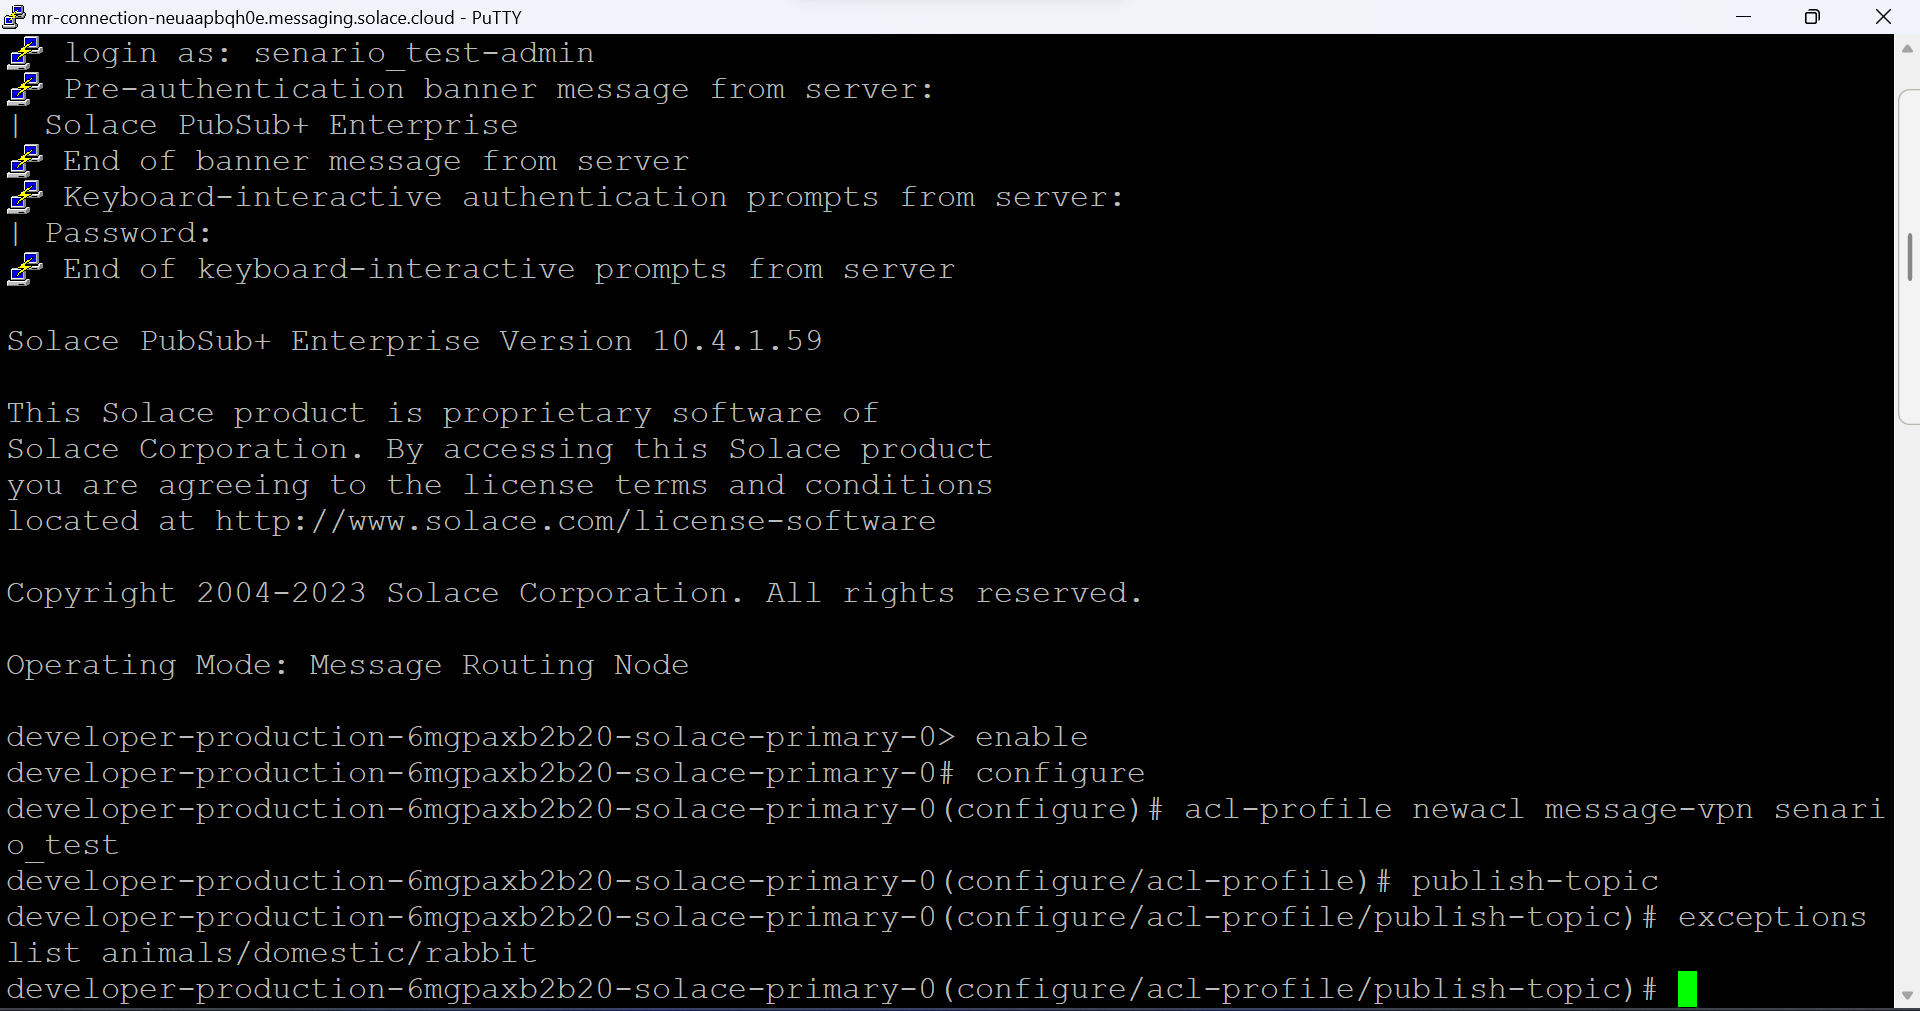 mr-connection-neuaapbqh0e.messaging.solace.cloud - PuTTY
login as: senario_test-admin
Pre-authentication banner message from server:
| Solace PubSub+ Enterprise
End of banner message from server
Keyboard-interactive authentication prompts from server:
| Password:
End of keyboard-interactive prompts from server
Solace PubSub+ Enterprise Version 10.4.1.59
This Solace product is proprietary software of
Solace Corporation. By accessing this Solace product
you are agreeing to the license terms and conditions
located at http://www.solace.com/license-software
Copyright 2004-2023 Solace Corporation. All rights reserved.
Operating Mode: Message Routing Node
developer-production-6mgpaxb2b20-solace-primary-0> enable
developer-production-6mgpaxb2b20-solace-primary-0# configure
developer-production-6mgpaxb2b20-solace-primary-0(configure)# acl-profile newacl message-vpn senari
o_test
developer-production-6mgpaxb2b20-solace-primary-0(configure/acl-profile)# publish-topic
developer-production-6mgpaxb2b20-solace-primary-0(configure/acl-profile/publish-topic)# exceptions
list animals/domestic/rabbit
developer-production-6mgpaxb2b20-solace-primary-0(configure/acl-profile/publish-topic)#